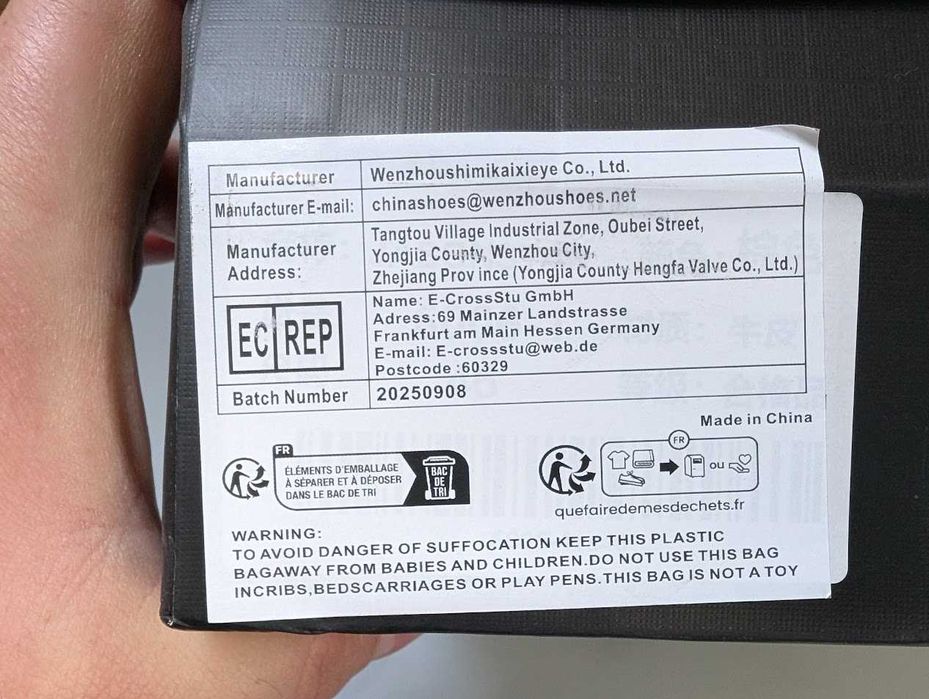 Manufacturer
Wenzhoushimikaixieye Co., Ltd.
Manufacturer E-mail:
chinashoes@wenzhoushoes.net
Manufacturer
Address:
Tangtou Village Industrial Zone, Oubei Street,
Yongjia County, Wenzhou City,
Zhejiang Prov ince (Yongjia County Hengfa Valve Co., Ltd.)
EC REP
Name: E-CrossStu GmbH
Adress:69 Mainzer Landstrasse
Frankfurt am Main Hessen Germany
E-mail: E-crossstu@web.de
Postcode :60329
Batch Number
20250908
Made in China
FR
ÉLÉMENTS D'EMBALLAGE
À SÉPARER ET À DÉPOSER
DANS LE BAC DE TRI
BAC
DE
TRI
FR
ou
quefairedemesdechets.fr
WARNING:
TO AVOID DANGER OF SUFFOCATION KEEP THIS PLASTIC
BAGAWAY FROM BABIES AND CHILDREN.DO NOT USE THIS BAG
INCRIBS,BEDSCARRIAGES OR PLAY PENS.THIS BAG IS NOT A TOY